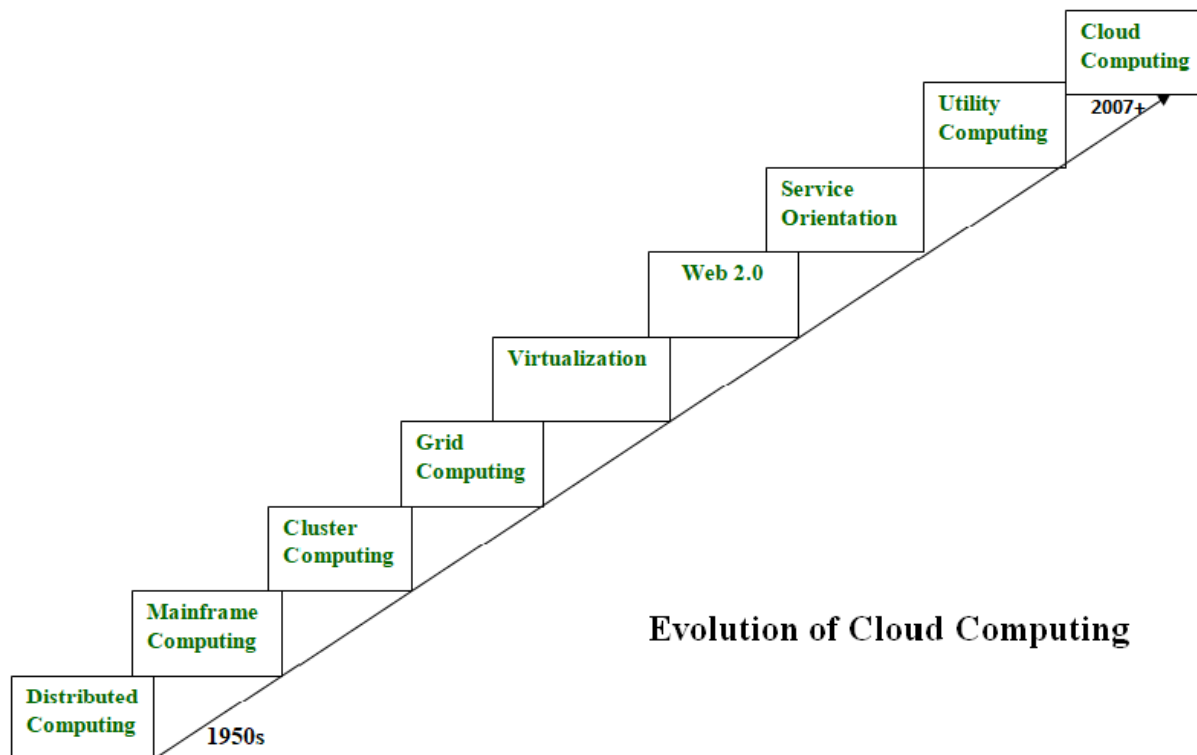 Cloud
Computing
2007+
Utility
Computing
Service
Orientation
Web 2.0
Virtualization
Grid
Computing
Cluster
Computing
Mainframe
Computing
Evolution of Cloud Computing
Distributed
Computing
1950s